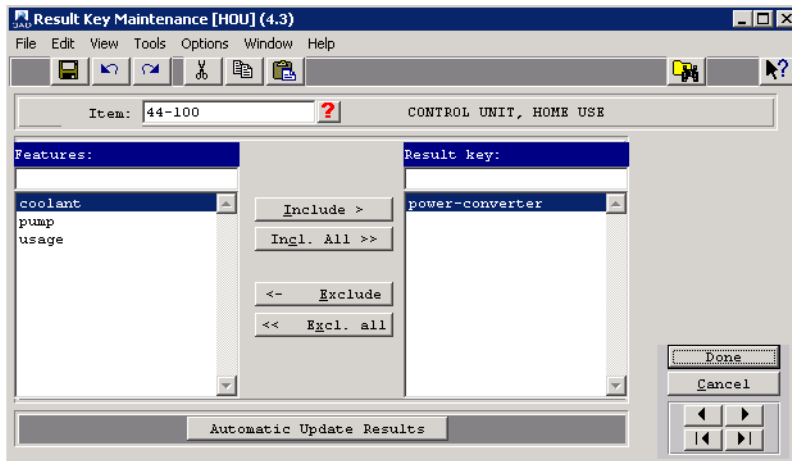 Result Key Maintenance [HOU] (4.3)
File Edit View Tools Options Window Help
Item: 44-100 ? CONTROL UNIT, HOME USE
Features: Result key:
coolant Include > power-converter
pump
usage Incl. All >>
<- Exclude
<< Excl. all
Done
Cancel
Automatic Update Results